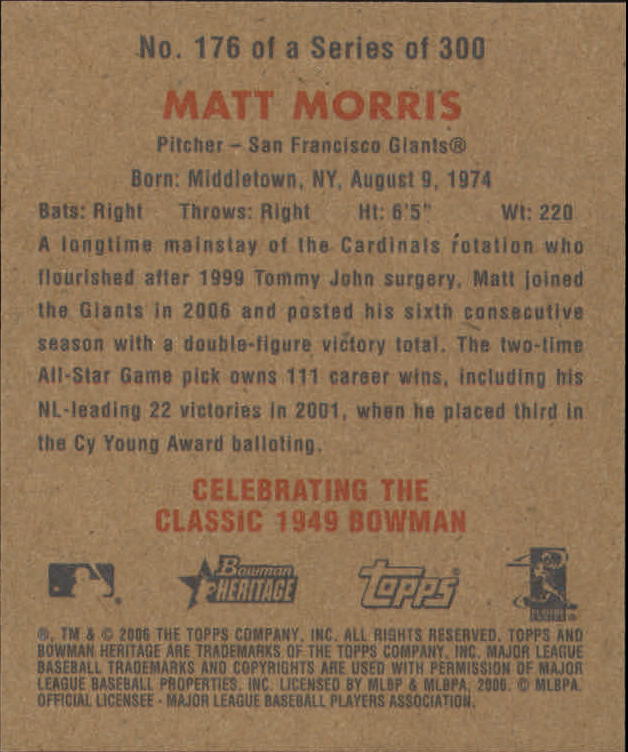 No. 176 of a Series of 300
MATT MORRIS
Pitcher – San Francisco Giants®
Born: Middletown, NY, August 9, 1974
Bats: Right Throws: Right Ht: 6'5" Wt: 220
A longtime mainstay of the Cardinals rotation who
flourished after 1999 Tommy John surgery, Matt joined
the Giants in 2006 and posted his sixth consecutive
season with a double-figure victory total. The two-time
All-Star Game pick owns 111 career wins, including his
NL-leading 22 victories in 2001, when he placed third in
the Cy Young Award balloting.
CELEBRATING THE
CLASSIC 1949 BOWMAN
Bowman
HERITAGE
Topps®
®, TM & © 2006 THE TOPPS COMPANY, INC. ALL RIGHTS RESERVED. TOPPS AND
BOWMAN HERITAGE ARE TRADEMARKS OF THE TOPPS COMPANY, INC. MAJOR LEAGUE
BASEBALL TRADEMARKS AND COPYRIGHTS ARE USED WITH PERMISSION OF MAJOR
LEAGUE BASEBALL PROPERTIES, INC. LICENSED BY MLBP & MLBPA, 2006. © MLBPA.
OFFICIAL LICENSEE - MAJOR LEAGUE BASEBALL PLAYERS ASSOCIATION.